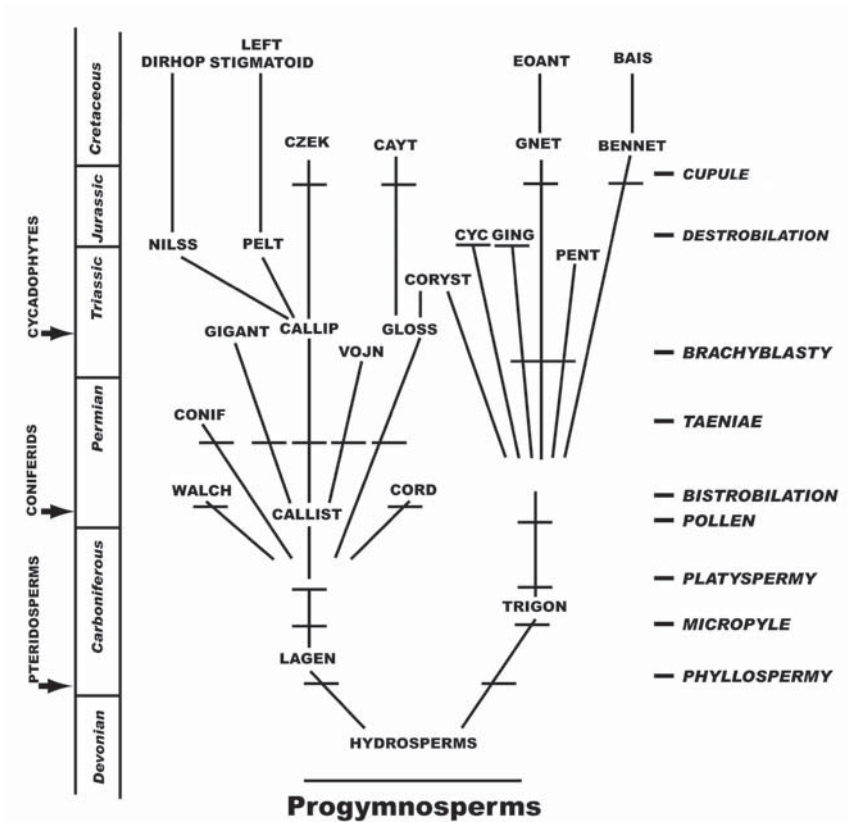 LEFT
DIRHOP STIGMATOID
EOANT
BAIS
CZEK
CAYT
GNET
BENNET
CUPULE
CYC GING
DESTROBILATION
NILSS
PELT
PENT
CORYST
GIGANT
CALLIP
GLOSS
VOJN
BRACHYBLASTY
CONIF
TAENIAE
WALCH
CORD
BISTROBILATION
CALLIST
POLLEN
PLATYSPERMY
TRIGON
MICROPYLE
LAGEN
PHYLLOSPERMY
HYDROSPERMS
Progymnosperms
Cretaceous
Jurassic
Triassic
Permian
Carboniferous
Devonian
CYCADOPHYTES
CONIFERIDS
PTERIDOSPERMS